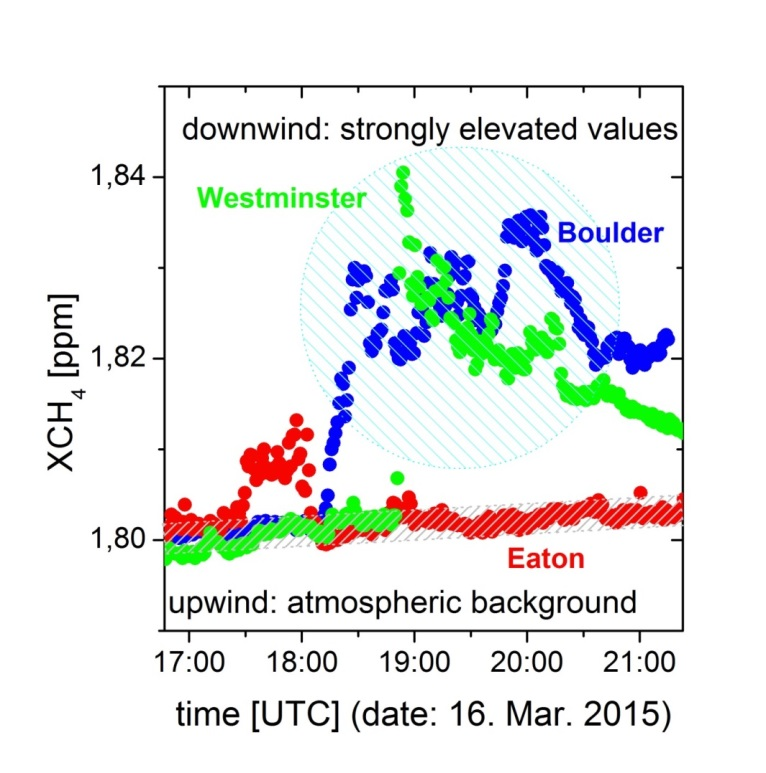 downwind: strongly elevated values
1,84
Westminster
Boulder
XCH4 [ppm]
1,82
1,80
Eaton
upwind: atmospheric background
17:00 18:00 19:00 20:00 21:00
time [UTC] (date: 16. Mar. 2015)